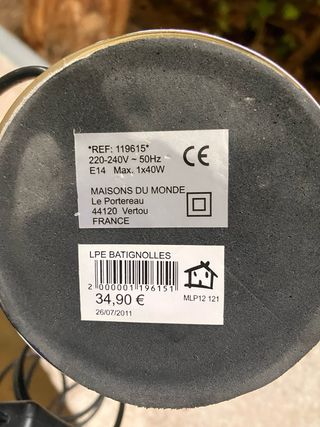 *REF: 119615*
220-240V ~ 50Hz
E14 Max. 1x40W
CE
MAISONS DU MONDE
Le Portereau
44120 Vertou
FRANCE
LPE BATIGNOLLES
2 000001 196151
34,90 €
26/07/2011
MLP12 121